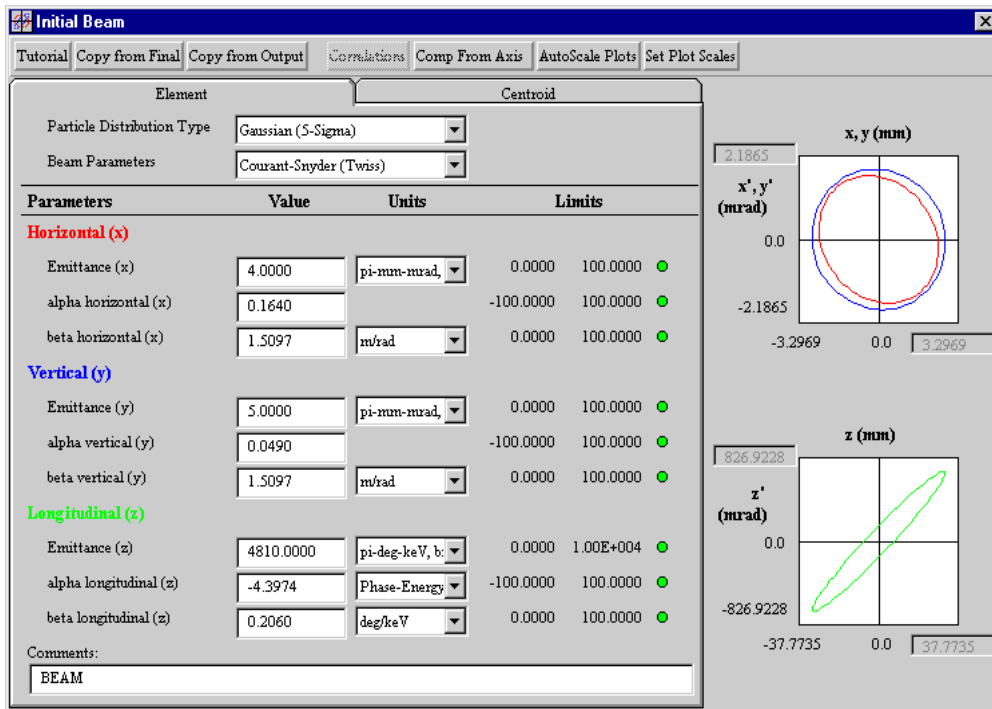 Initial Beam
Tutorial Copy from Final Copy from Output Correlations Comp From Axis AutoScale Plots Set Plot Scales
Element Centroid
Particle Distribution Type Gaussian (5-Sigma)
Beam Parameters Courant-Snyder (Twiss)
Parameters Value Units Limits
Horizontal (x)
Emittance (x) 4.0000 pi-mm-mrad, 0.0000 100.0000
alpha horizontal (x) 0.1640 -100.0000 100.0000
beta horizontal (x) 1.5097 m/rad 0.0000 100.0000
Vertical (y)
Emittance (y) 5.0000 pi-mm-mrad, 0.0000 100.0000
alpha vertical (y) 0.0490 -100.0000 100.0000
beta vertical (y) 1.5097 m/rad 0.0000 100.0000
Longitudinal (z)
Emittance (z) 4810.0000 pi-deg-keV, 0.0000 1.00E+004
alpha longitudinal (z) -4.3974 Phase-Energy -100.0000 100.0000
beta longitudinal (z) 0.2060 deg/keV 0.0000 100.0000
Comments:
BEAM
x, y (mm)
2.1865
x', y'
(mrad)
0.0
-2.1865
-3.2969 0.0 3.2969
z (mm)
826.9228
z'
(mrad)
0.0
-826.9228
-37.7735 0.0 37.7735